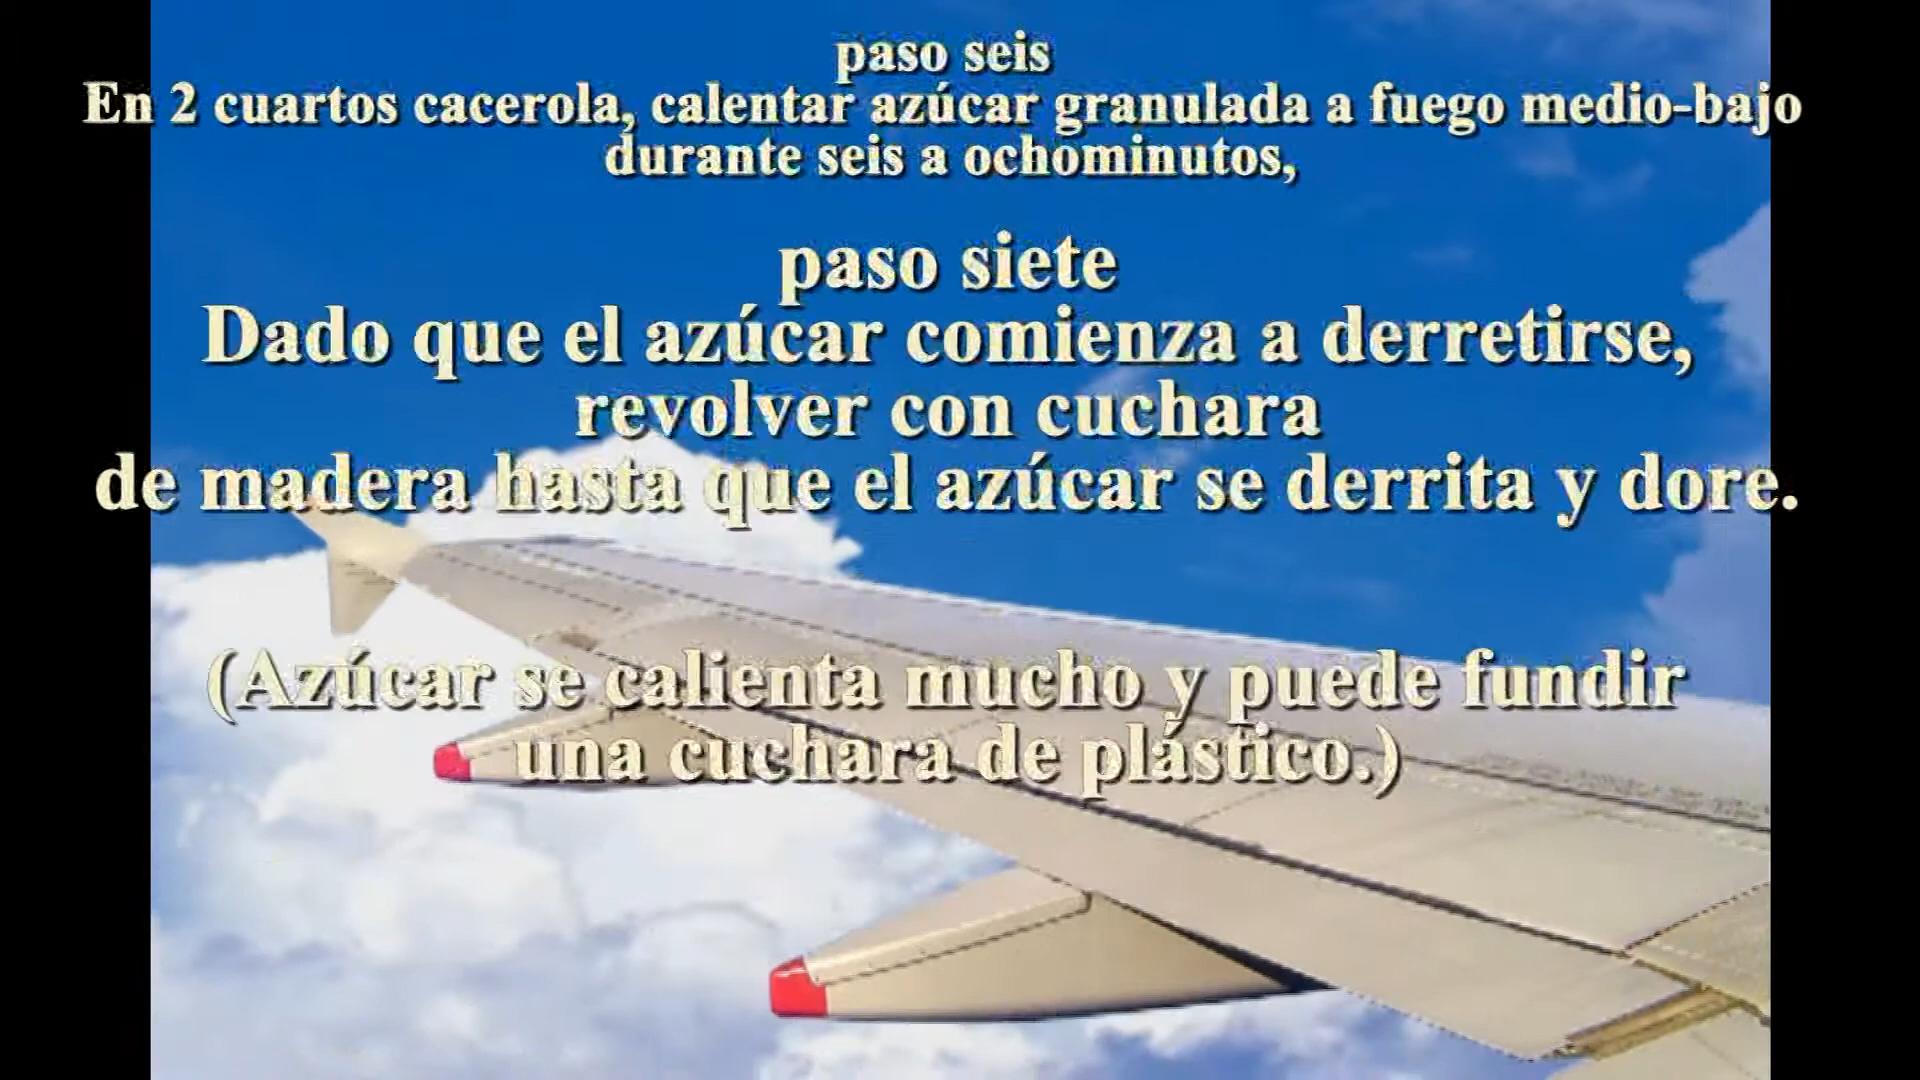 paso seis
En 2 cuartos cacerola, calentar azúcar granulada a fuego medio-bajo
durante seis a ochominutos,
paso siete
Dado que el azúcar comienza a derretirse,
revolver con cuchara
de madera hasta que el azúcar se derrita y dore.
(Azúcar se calienta mucho y puede fundir
una cuchara de plástico.)